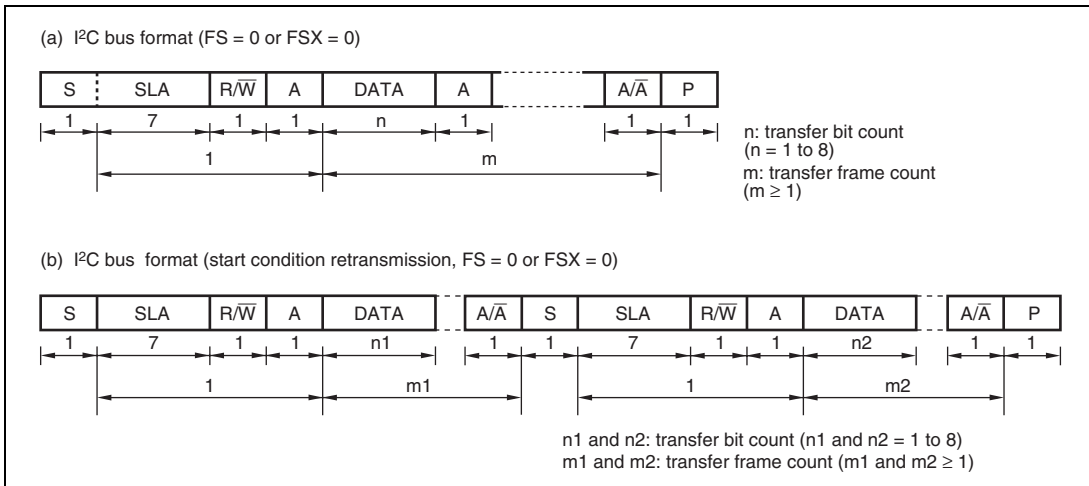 (a) I²C bus format (FS = 0 or FSX = 0)
S SLA R/W̅ A DATA A A/A̅ P
1 7 1 1 n 1 1 1
1 m
n: transfer bit count
(n = 1 to 8)
m: transfer frame count
(m ≥ 1)
(b) I²C bus format (start condition retransmission, FS = 0 or FSX = 0)
S SLA R/W̅ A DATA A/A̅ S SLA R/W̅ A DATA A/A̅ P
1 7 1 1 n1 1 1 7 1 1 n2 1 1
1 m1 1 m2
n1 and n2: transfer bit count (n1 and n2 = 1 to 8)
m1 and m2: transfer frame count (m1 and m2 ≥ 1)